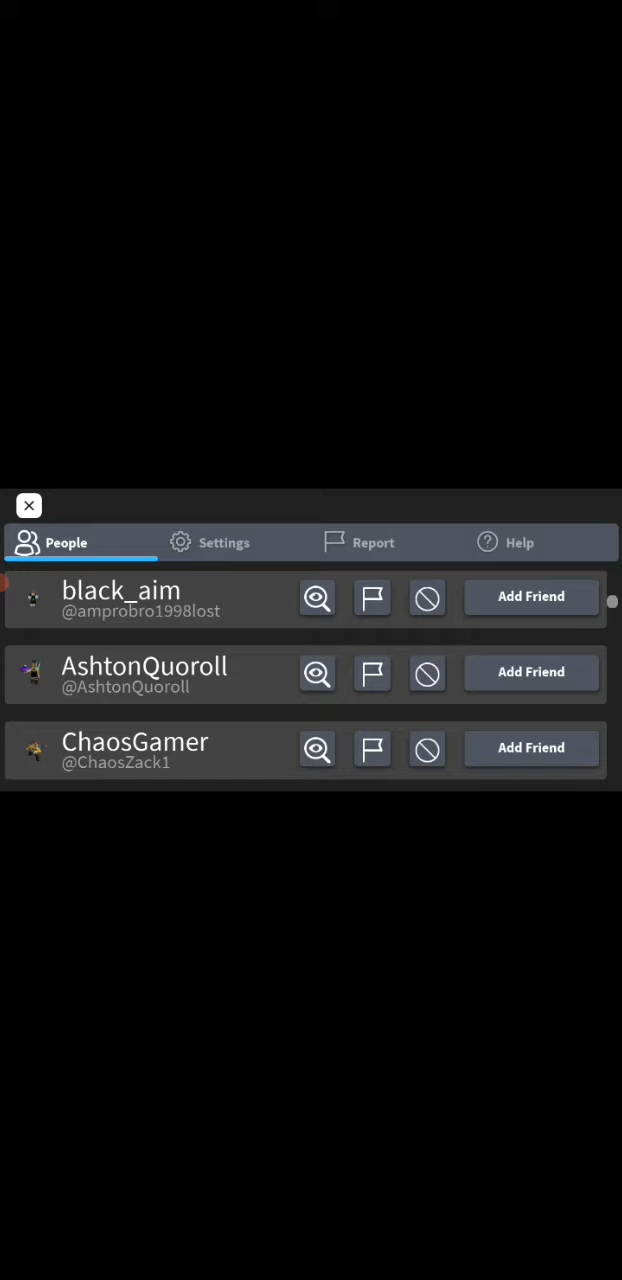 People
Settings
Report
Help
black_aim
@amprobro1998lost
Add Friend
AshtonQuoroll
@AshtonQuoroll
Add Friend
ChaosGamer
@ChaosZack1
Add Friend